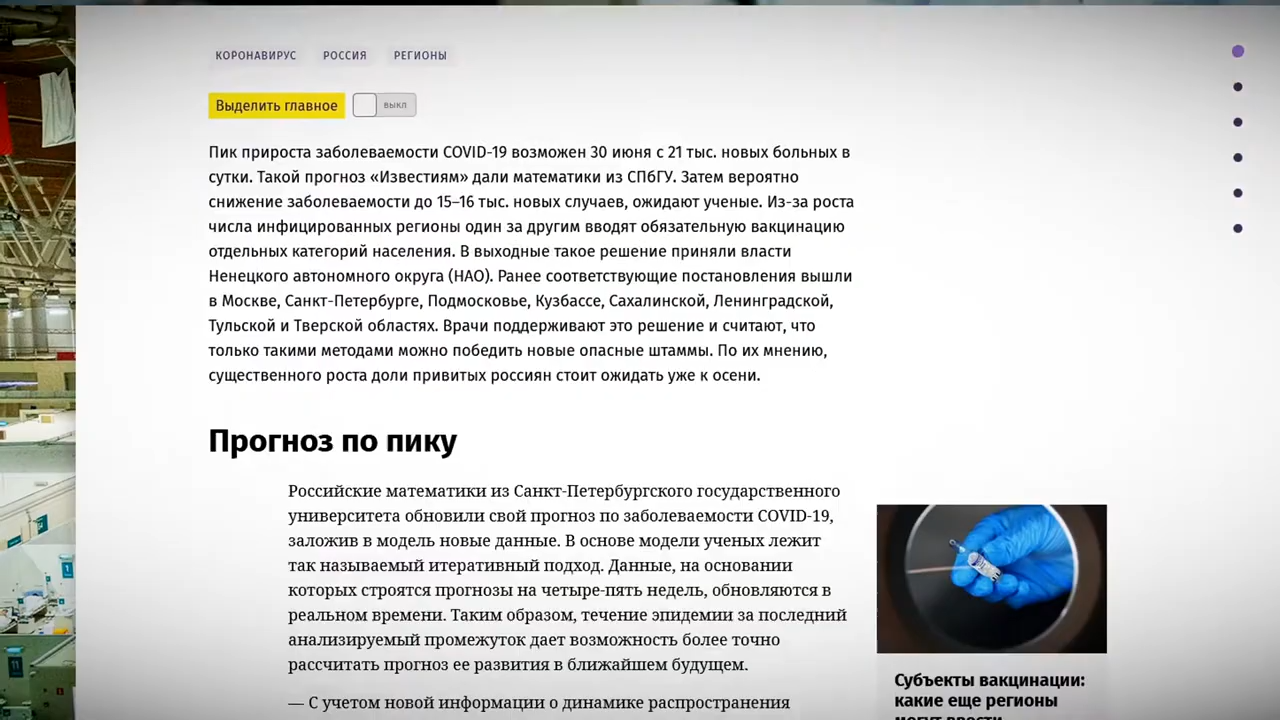 КОРОНАВИРУС РОССИЯ РЕГИОНЫ
Выделить главное ВЫКЛ
Пик прироста заболеваемости COVID-19 возможен 30 июня с 21 тыс. новых больных в
сутки. Такой прогноз «Известиям» дали математики из СПбГУ. Затем вероятно
снижение заболеваемости до 15–16 тыс. новых случаев, ожидают ученые. Из-за роста
числа инфицированных регионы один за другим вводят обязательную вакцинацию
отдельных категорий населения. В выходные такое решение приняли власти
Ненецкого автономного округа (НАО). Ранее соответствующие постановления вышли
в Москве, Санкт-Петербурге, Подмосковье, Кузбассе, Сахалинской, Ленинградской,
Тульской и Тверской областях. Врачи поддерживают это решение и считают, что
только такими методами можно победить новые опасные штаммы. По их мнению,
существенного роста доли привитых россиян стоит ожидать уже к осени.
Прогноз по пику
Российские математики из Санкт-Петербургского государственного
университета обновили свой прогноз по заболеваемости COVID-19,
заложив в модель новые данные. В основе модели ученых лежит
так называемый итеративный подход. Данные, на основании
которых строятся прогнозы на четыре-пять недель, обновляются в
реальном времени. Таким образом, течение эпидемии за последний
анализируемый промежуток дает возможность более точно
рассчитать прогноз ее развития в ближайшем будущем.
— С учетом новой информации о динамике распространения
Субъекты вакцинации:
какие еще регионы
могут ввести
1
11